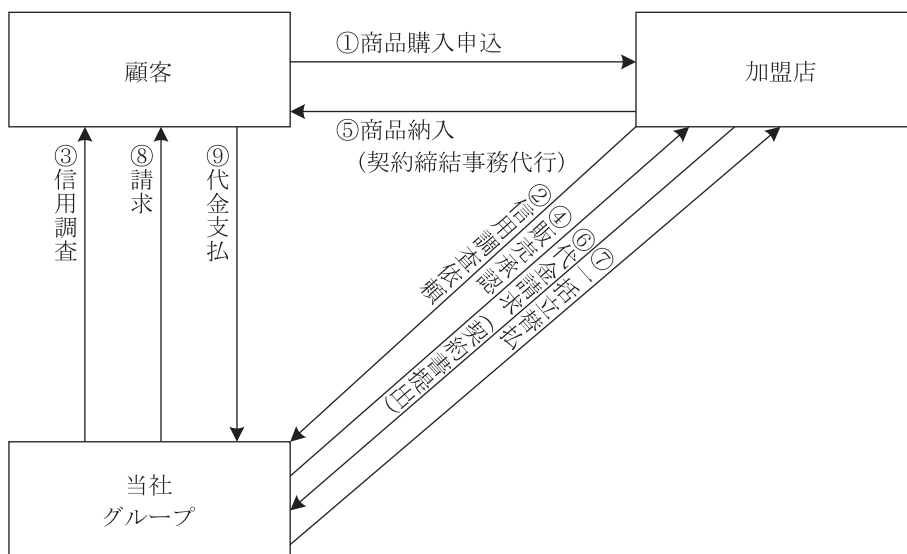 顧客
加盟店
①商品購入申込
⑤商品納入
(契約締結事務代行)
③信用調査
⑧請求
⑨代金支払
②信用調査依頼
④販売承認
⑥代金請求(契約書提出)
⑦一括立替払
当社
グループ